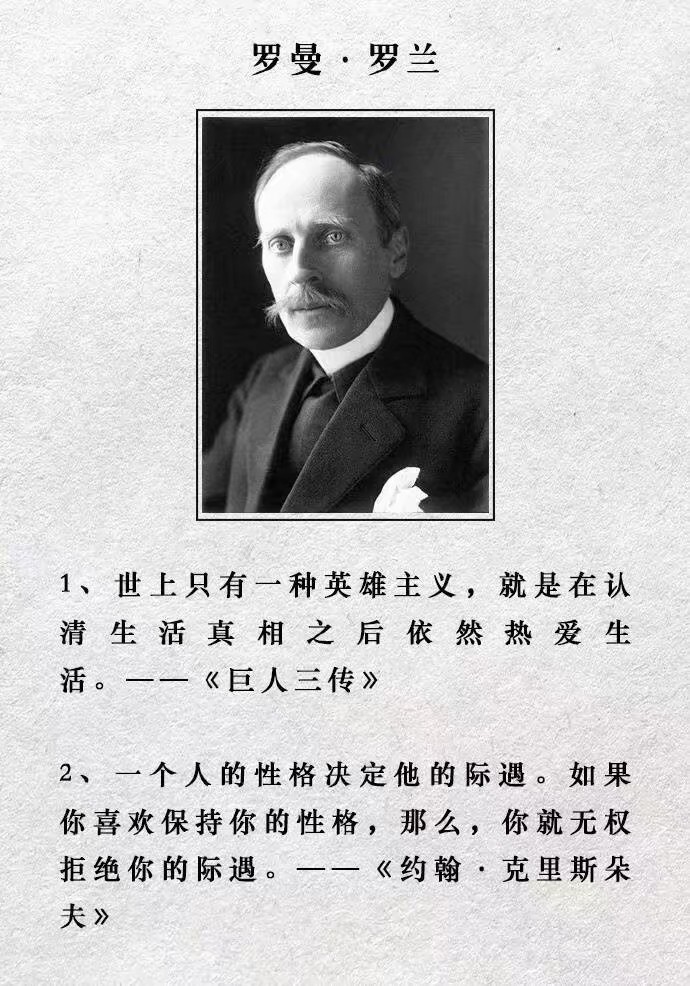 罗曼·罗兰
1、世上只有一种英雄主义，就是在认
清生活真相之后依然热爱生
活。——《巨人三传》
2、一个人的性格决定他的际遇。如果
你喜欢保持你的性格，那么，你就无权
拒绝你的际遇。——《约翰·克里斯朵
夫》